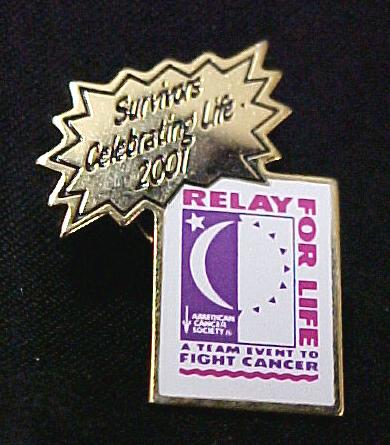 Survivors
Celebrating Life
2001
RELAY
FOR LIFE
AMERICAN
CANCER
SOCIETY
A TEAM EVENT TO
FIGHT CANCER